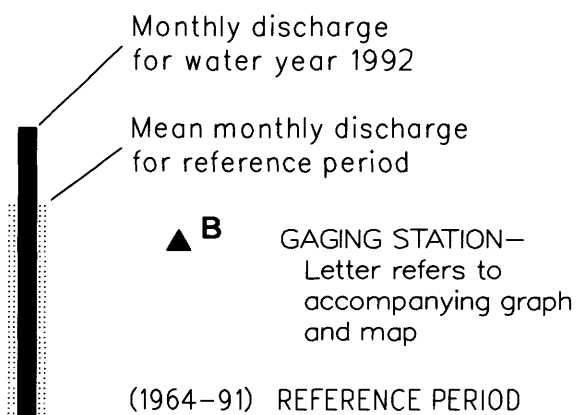 Monthly discharge
for water year 1992
Mean monthly discharge
for reference period
B
GAGING STATION—
Letter refers to
accompanying graph
and map
(1964-91) REFERENCE PERIOD